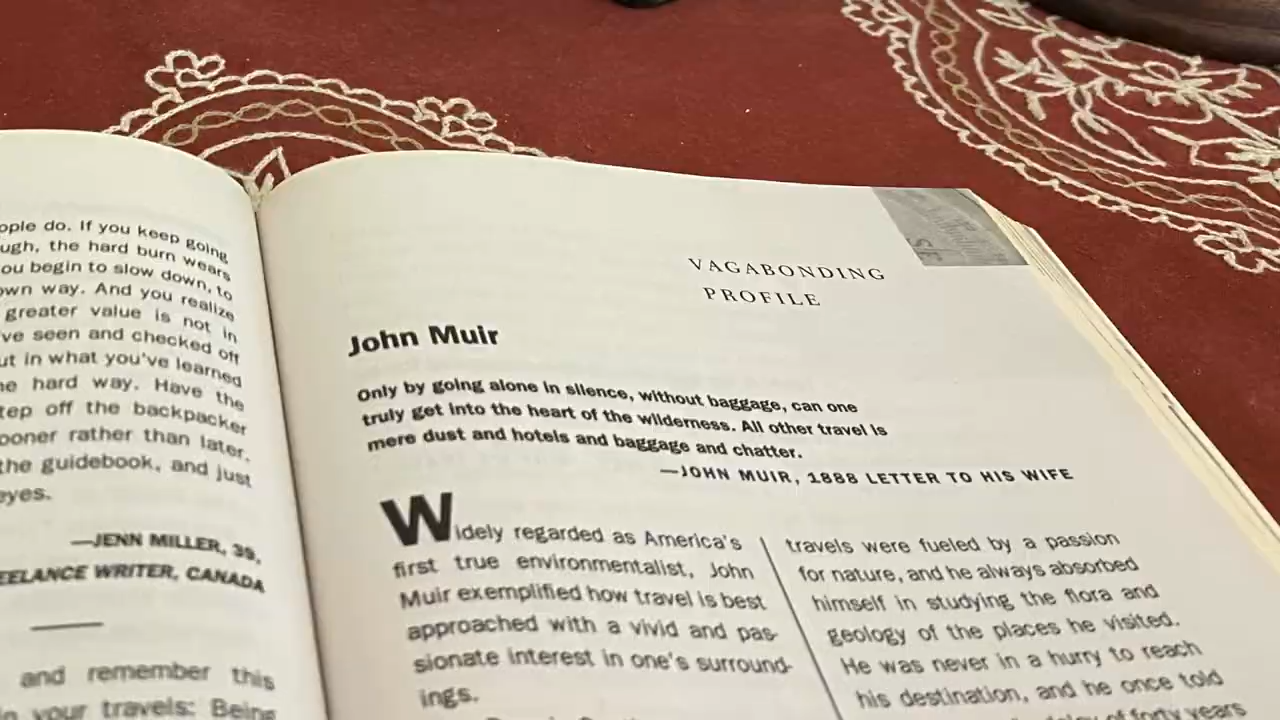 ople do. If you keep going
ugh, the hard burn wears
ou begin to slow down, to
own way. And you realize
greater value is not in
've seen and checked off
ut in what you've learned
he hard way. Have the
tep off the backpacker
ooner rather than later,
the guidebook, and just
eyes.
—JENN MILLER, 39,
EELANCE WRITER, CANADA
and remember this
in your travels: Being
VAGABONDING
PROFILE
John Muir
Only by going alone in silence, without baggage, can one
truly get into the heart of the wilderness. All other travel is
mere dust and hotels and baggage and chatter.
—JOHN MUIR, 1888 LETTER TO HIS WIFE
Widely regarded as America's
first true environmentalist, John
Muir exemplified how travel is best
approached with a vivid and pas-
sionate interest in one's surround-
ings.
travels were fueled by a passion
for nature, and he always absorbed
himself in studying the flora and
geology of the places he visited.
He was never in a hurry to reach
his destination, and he once told
of forty years